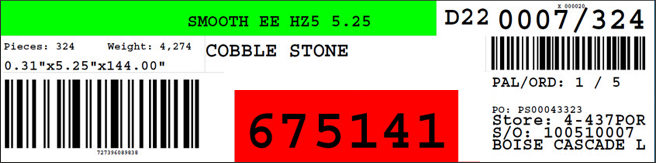 SMOOTH EE HZ5 5.25
D22
X 000020
0007/324
Pieces: 324 Weight: 4,274
COBBLE STONE
0.31"x5.25"x144.00"
727396089838
675141
PAL/ORD: 1 / 5
PO: PS00043323
Store: 4-437POR
S/O: 100510007
BOISE CASCADE L